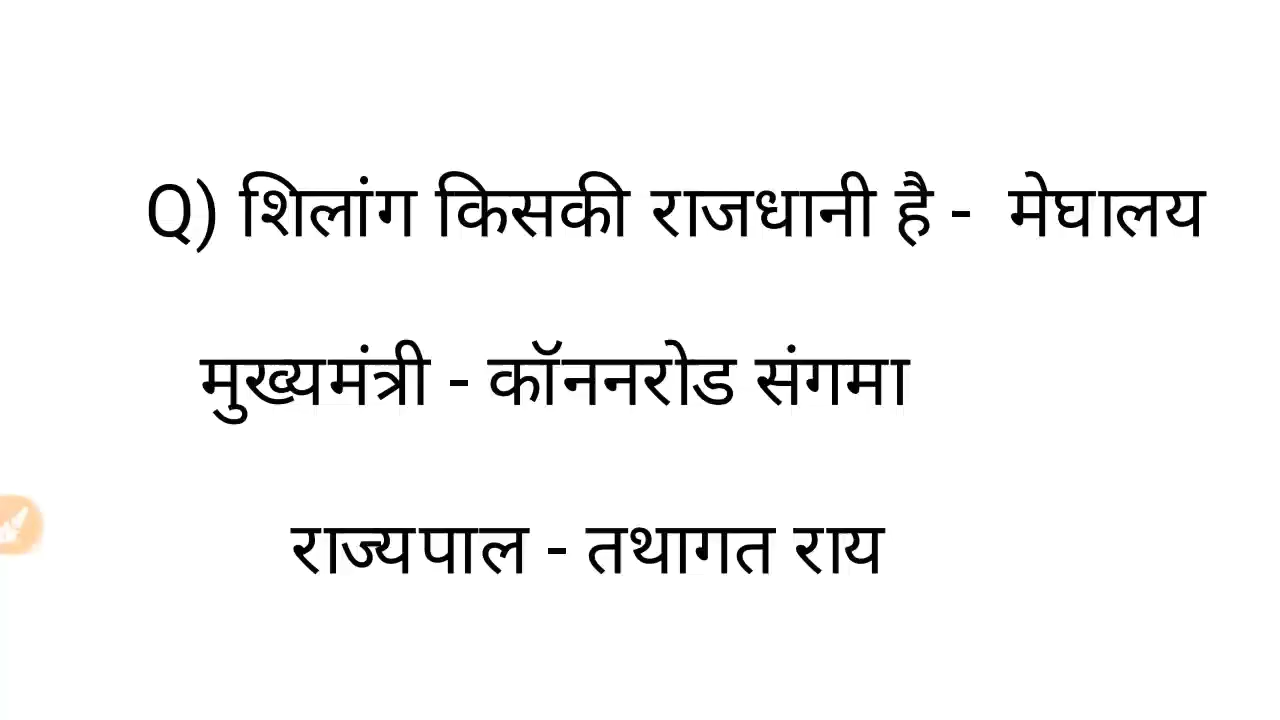 Q) शिलांग किसकी राजधानी है - मेघालय
मुख्यमंत्री - कॉननरोड संगमा
राज्यपाल - तथागत राय